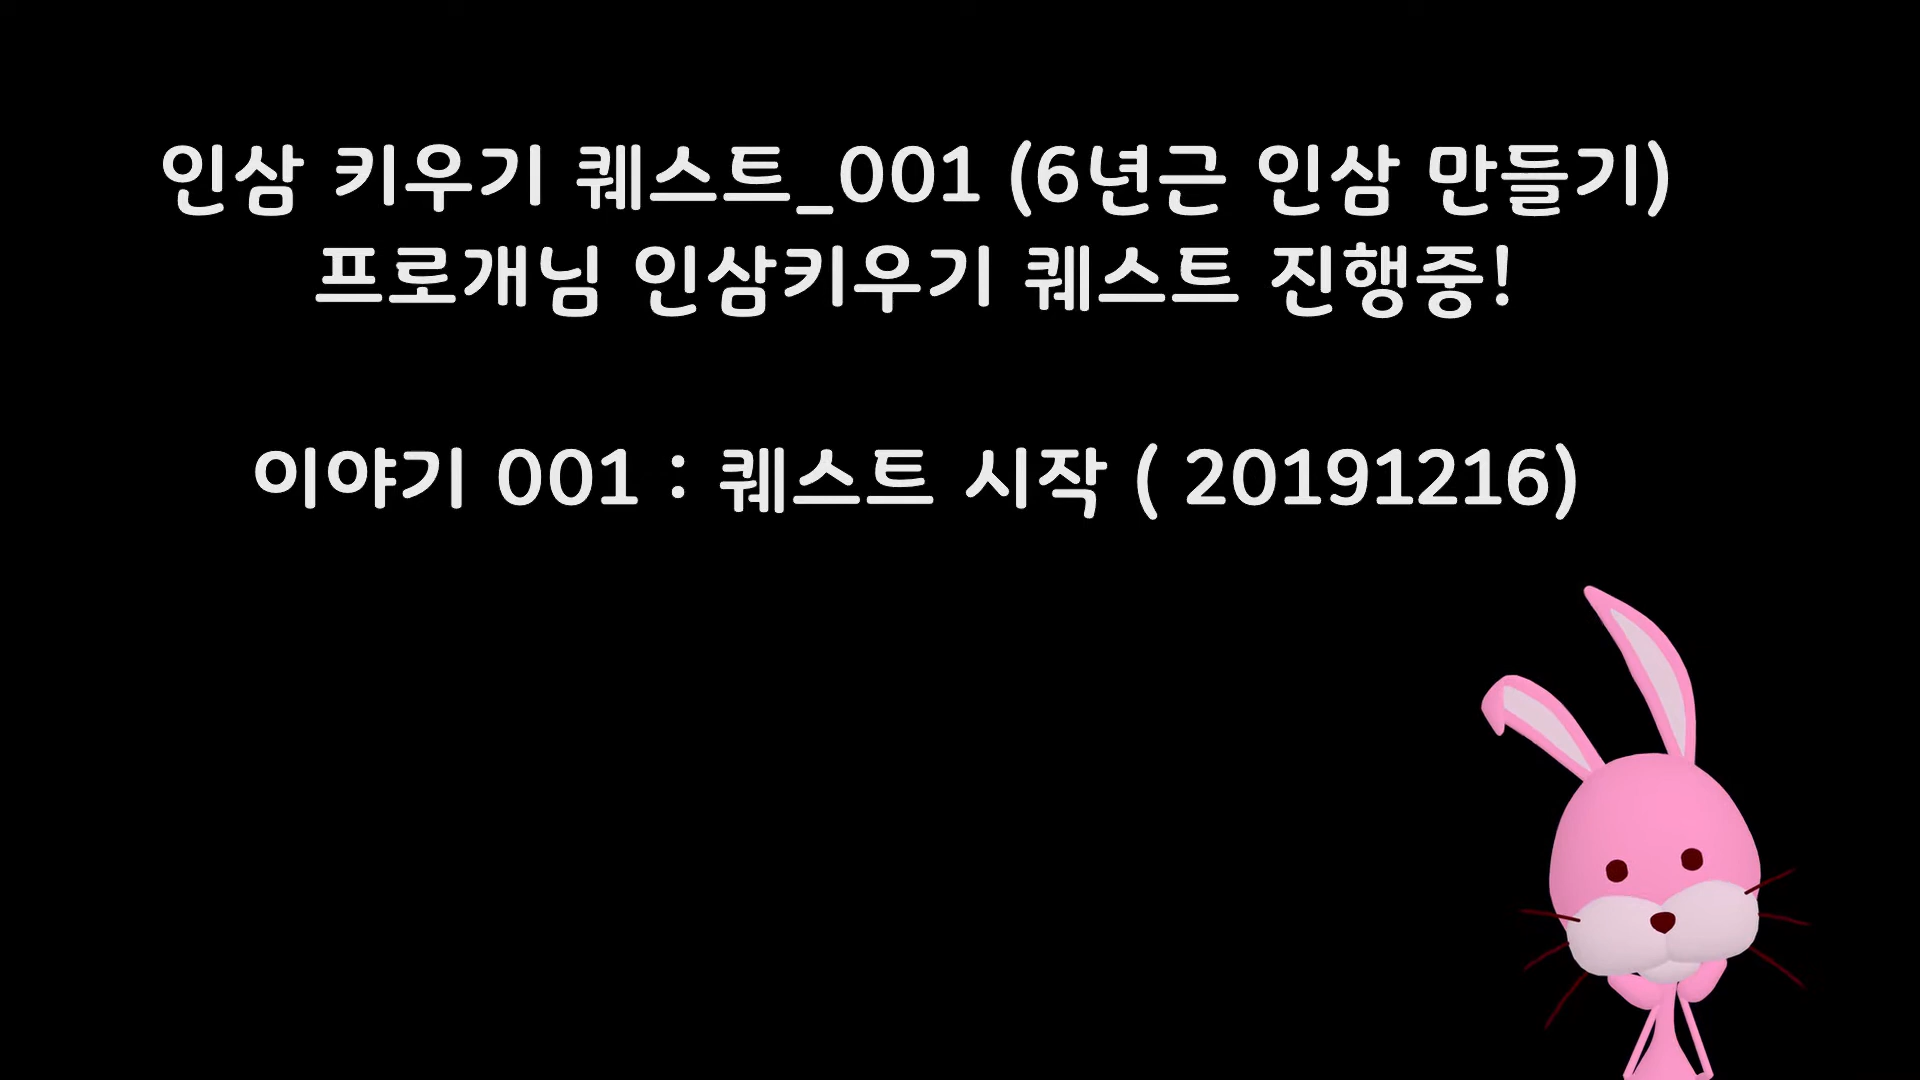 인삼 키우기 퀘스트_001 (6년근 인삼 만들기)
프로개님 인삼키우기 퀘스트 진행중!
이야기 001 : 퀘스트 시작 ( 20191216)